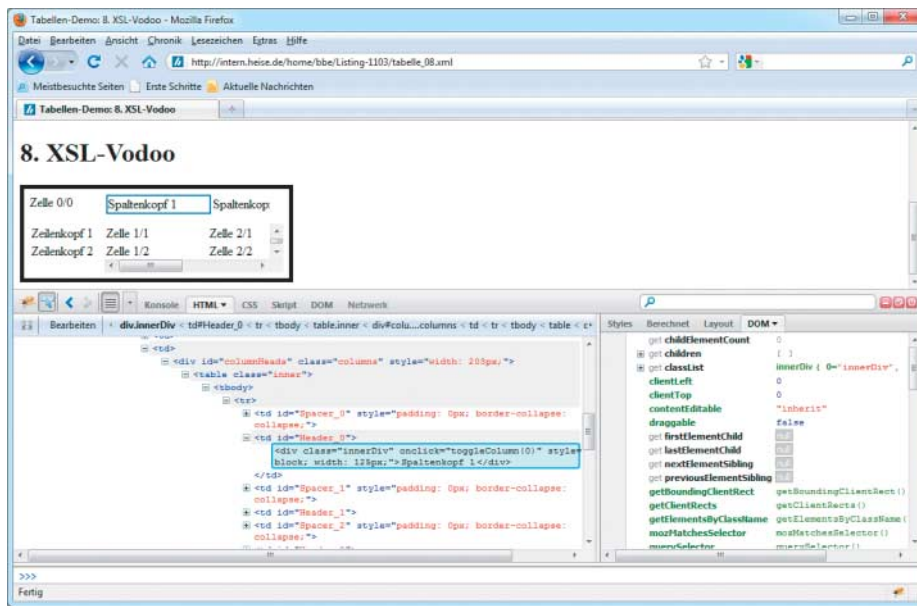 Tabellen-Demo: 8. XSL-Vodoo - Mozilla Firefox
Datei Bearbeiten Ansicht Chronik Lesezeichen Extras Hilfe
http://intern.heise.de/home/bbe/Listing-1103/tabelle_08.xml
Meistbesuchte Seiten Erste Schritte Aktuelle Nachrichten
Tabellen-Demo: 8. XSL-Vodoo
8. XSL-Vodoo
Zelle 0/0 Spaltenkopf 1 Spaltenkop
Zeilenkopf 1 Zelle 1/1 Zelle 2/1
Zeilenkopf 2 Zelle 1/2 Zelle 2/2
Konsole HTML CSS Skript DOM Netzwerk
Bearbeiten div.innerDiv < td#Header_0 < tr < tbody < table.inner < div#colu....columns < td < tr < tbody < table <
Styles Berechnet Layout DOM
<td>
<div id="columnHeads" class="columns" style="width: 203px;">
<table class="inner">
<tbody>
<tr>
<td id="Spacer_0" style="padding: 0px; border-collapse:
collapse;">
<td id="Header_0">
<div class="innerDiv" onclick="toggleColumn(0)" style=
block; width: 125px;">Spaltenkopf 1</div>
</td>
<td id="Spacer_1" style="padding: 0px; border-collapse:
collapse;">
<td id="Header_1">
<td id="Spacer_2" style="padding: 0px; border-collapse:
collapse;">
get childElementCount 0
get children [ ]
get classList innerDiv { 0="innerDiv",
clientLeft 0
clientTop 0
contentEditable "inherit"
draggable false
get firstElementChild null
get lastElementChild null
get nextElementSibling null
get previousElementSibling null
getBoundingClientRect getBoundingClientRect()
getClientRects getClientRects()
getElementsByClassName getElementsByClassName(
mozMatchesSelector mozMatchesSelector()
querySelector querySelector()
>>>
Fertig